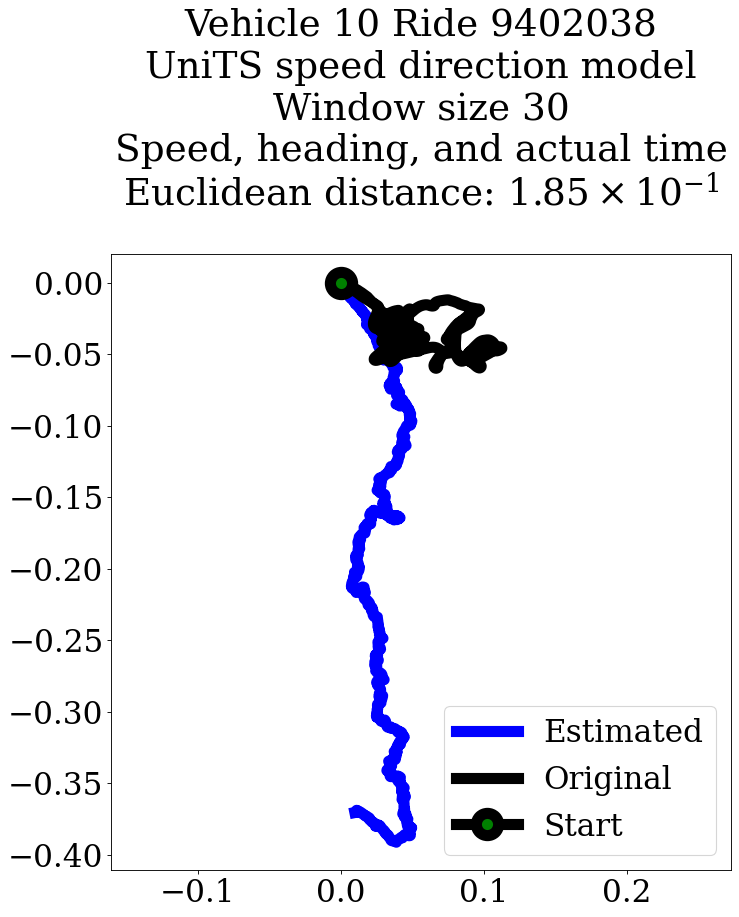 Vehicle 10 Ride 9402038
UniTS speed direction model
Window size 30
Speed, heading, and actual time
Euclidean distance: 1.85 × 10⁻¹
0.00
−0.05
−0.10
−0.15
−0.20
−0.25
−0.30
−0.35
−0.40
−0.1 0.0 0.1 0.2
Estimated
Original
Start